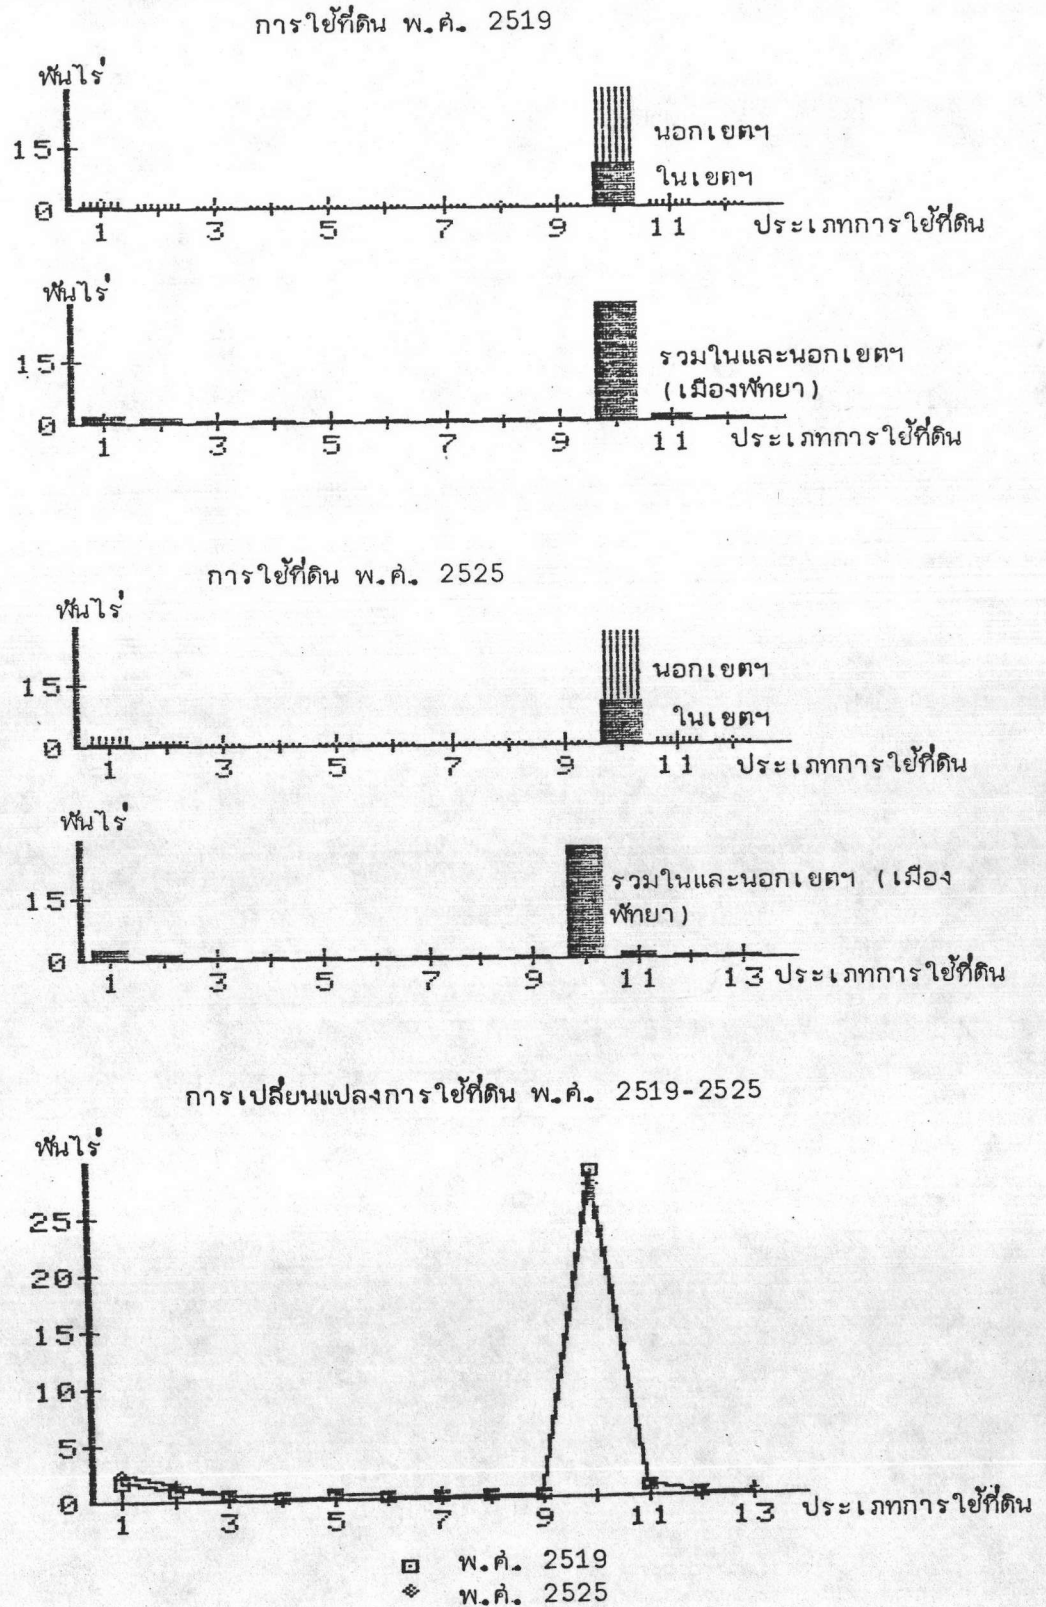 การใช้ที่ดิน พ.ศ. 2519
พันไร่
15
นอกเขตฯ
ในเขตฯ
0
1 3 5 7 9 11 ประเภทการใช้ที่ดิน
พันไร่
15
รวมในและนอกเขตฯ
(เมืองพัทยา)
0
1 3 5 7 9 11 ประเภทการใช้ที่ดิน
การใช้ที่ดิน พ.ศ. 2525
พันไร่
15
นอกเขตฯ
ในเขตฯ
0
1 3 5 7 9 11 ประเภทการใช้ที่ดิน
พันไร่
15
รวมในและนอกเขตฯ (เมือง
พัทยา)
0
1 3 5 7 9 11 13 ประเภทการใช้ที่ดิน
การเปลี่ยนแปลงการใช้ที่ดิน พ.ศ. 2519-2525
พันไร่
25
20
15
10
5
0
1 3 5 7 9 11 13 ประเภทการใช้ที่ดิน
พ.ศ. 2519
พ.ศ. 2525